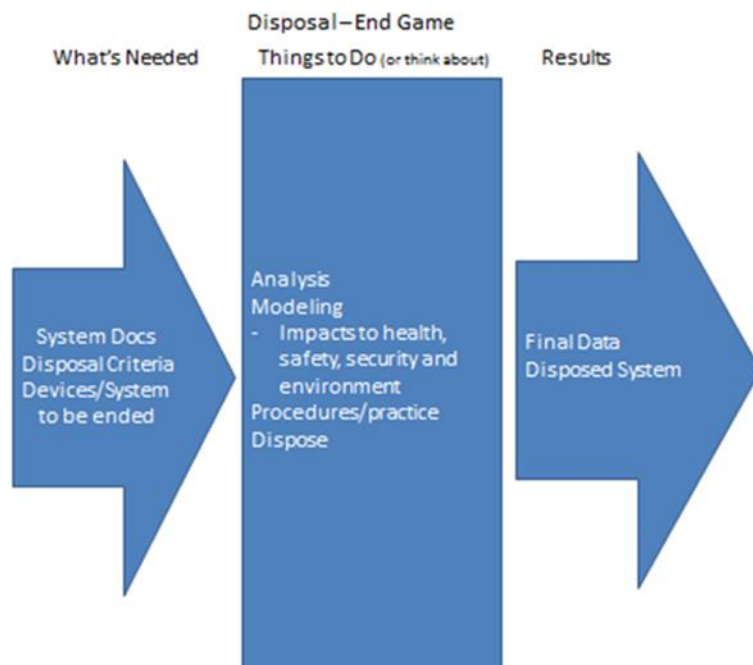 Disposal – End Game
What's Needed
Things to Do (or think about)
Results
System Docs
Disposal Criteria
Devices/System
to be ended
Analysis
Modeling
- Impacts to health,
safety, security and
environment
Procedures/practice
Dispose
Final Data
Disposed System